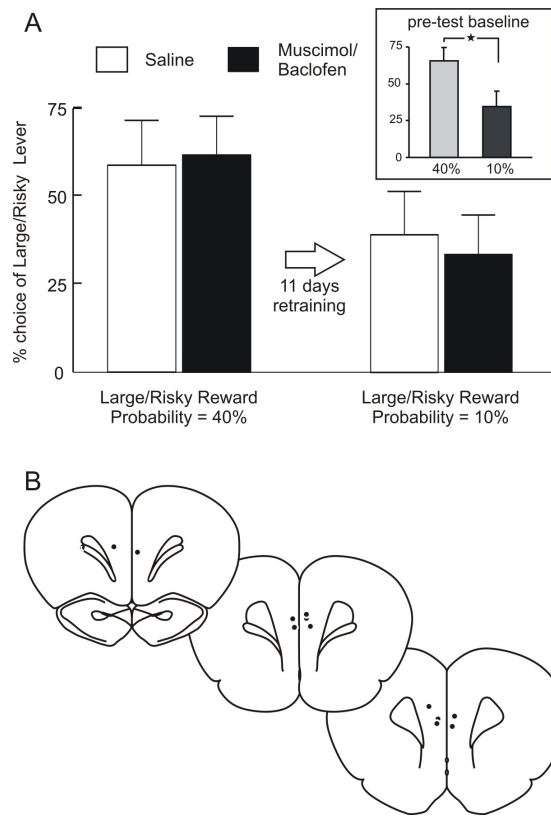 A
Saline
Muscimol/
Baclofen
pre-test baseline
★
75
50
25
0
40%
10%
% choice of Large/Risky Lever
75
50
25
0
11 days
retraining
Large/Risky Reward
Probability = 40%
Large/Risky Reward
Probability = 10%
B